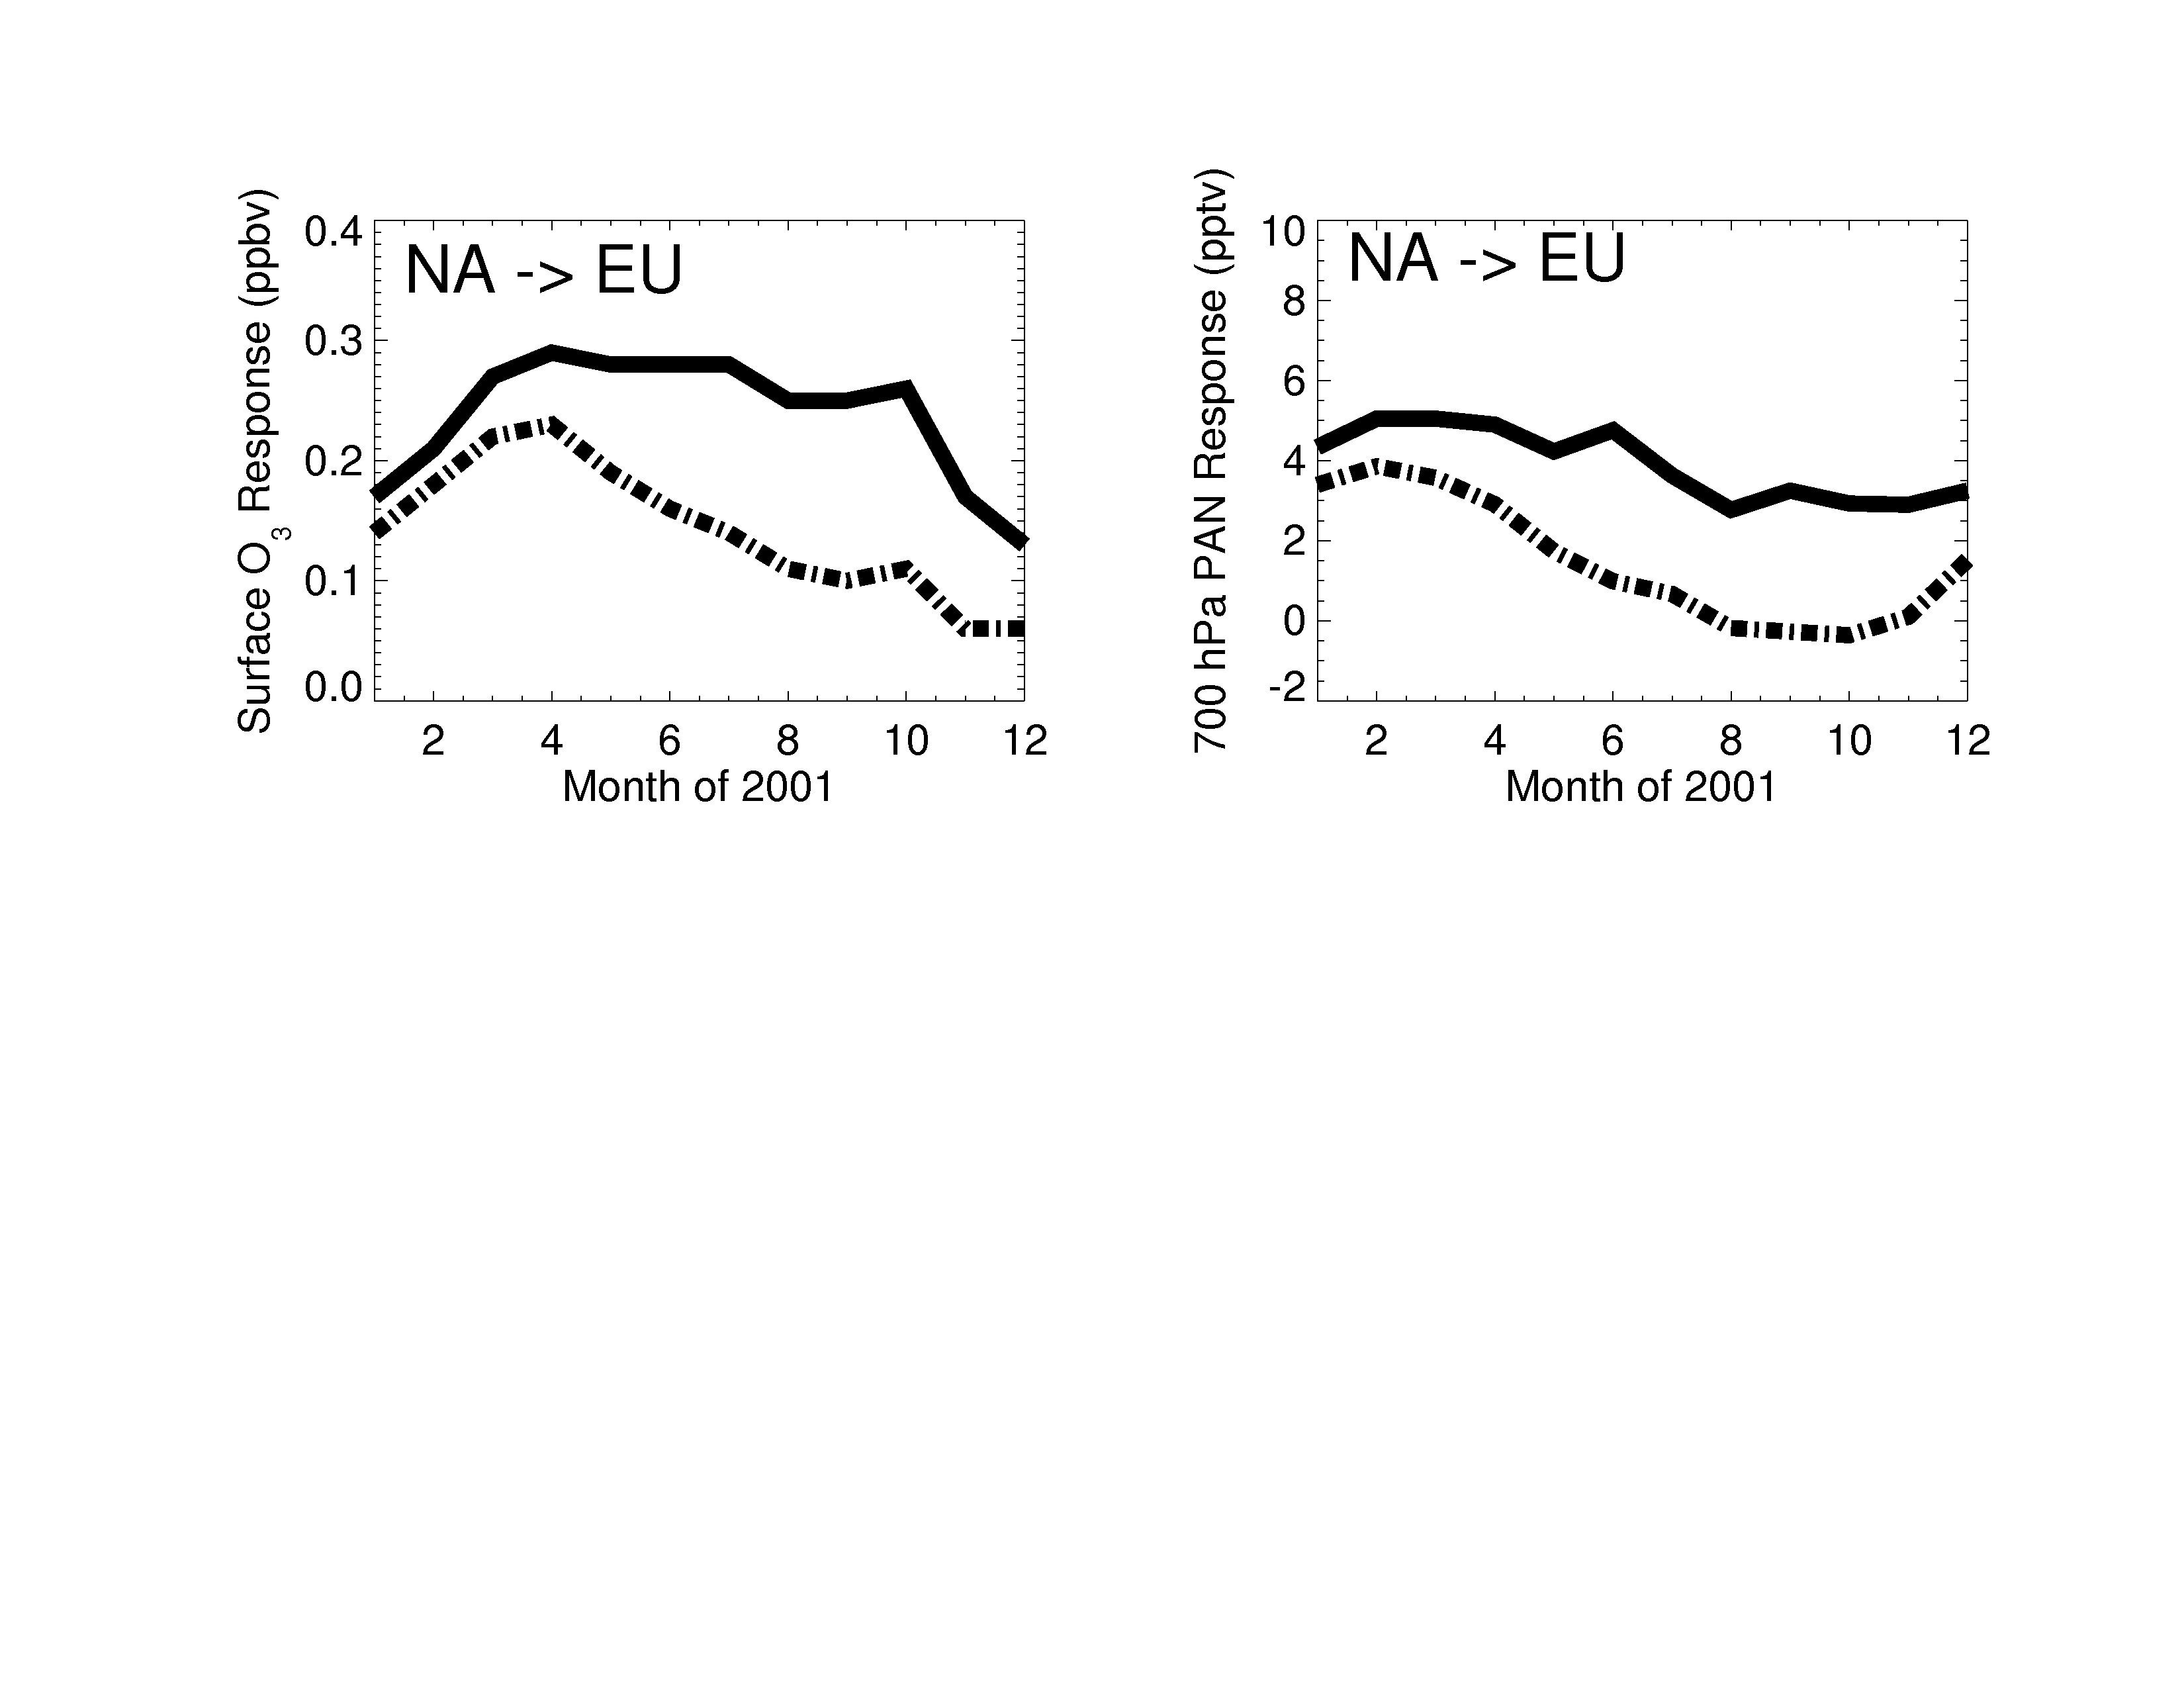 Surface O3 Response (ppbv)
0.4
0.3
0.2
0.1
0.0
NA -> EU
2 4 6 8 10 12
Month of 2001
700 hPa PAN Response (pptv)
10
8
6
4
2
0
-2
NA -> EU
2 4 6 8 10 12
Month of 2001